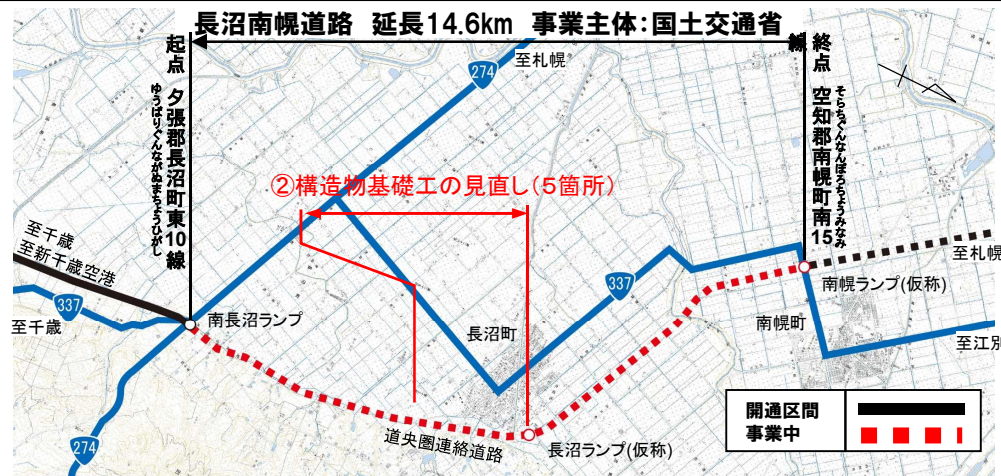 長沼南幌道路 延長14.6km 事業主体:国土交通省
起点 夕張郡長沼町東10線
ゆうばりぐんながぬまちょうひがし
274
至札幌
終点 空知郡南幌町南15線
そらちぐんなんぽろちょうみなみ
②構造物基礎工の見直し(5箇所)
至千歳
至新千歳空港
337
至千歳
南長沼ランプ
長沼町
337
至札幌
南幌ランプ(仮称)
南幌町
至江別
274
道央圏連絡道路
長沼ランプ(仮称)
開通区間
事業中